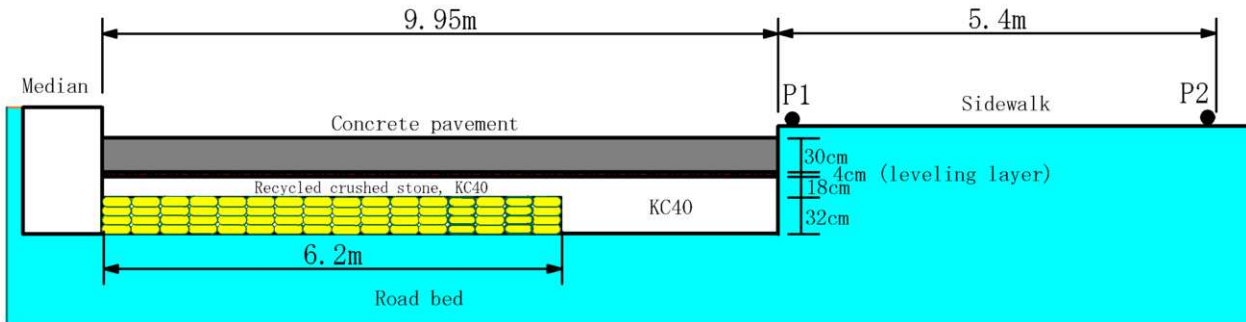 9.95m
5.4m
Median
P1
Sidewalk
P2
Concrete pavement
30cm
4cm (leveling layer)
Recycled crushed stone, KC40
18cm
KC40
32cm
6.2m
Road bed